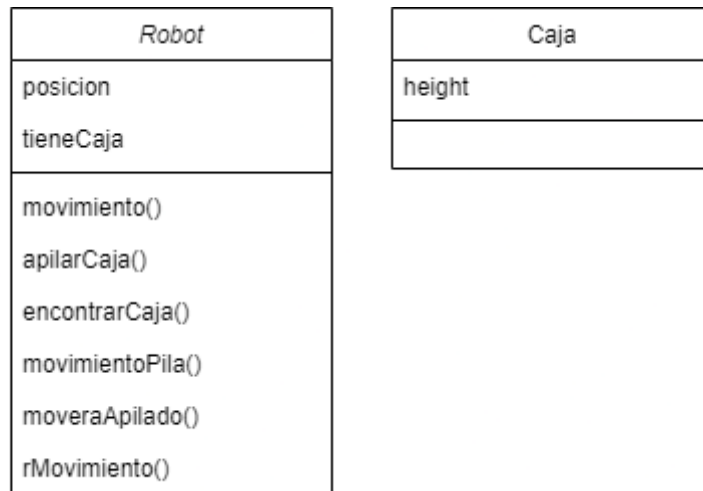 Robot
posicion
tieneCaja
movimiento()
apilarCaja()
encontrarCaja()
movimientoPila()
moveraApilado()
rMovimiento()
Caja
height